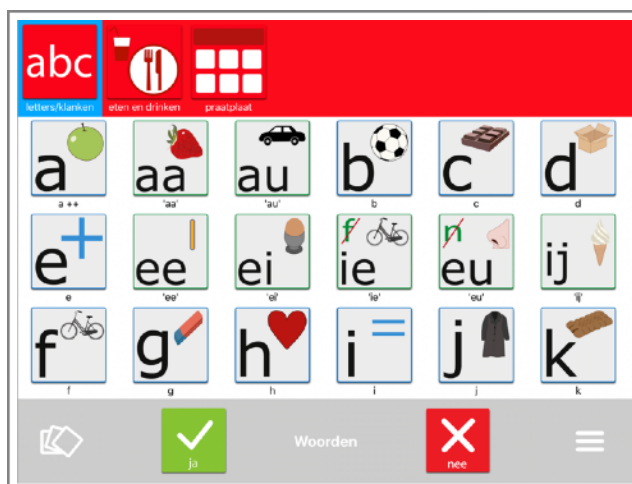 abc
letters/klanken eten en drinken praatplaat
a aa au b c d
a ++ 'aa' 'au' b c d
e ee ei f ie n eu ij
e 'ee' 'ei' 'ie' 'eu' 'ij'
f g h i j k
f g h i j k
ja Woorden nee